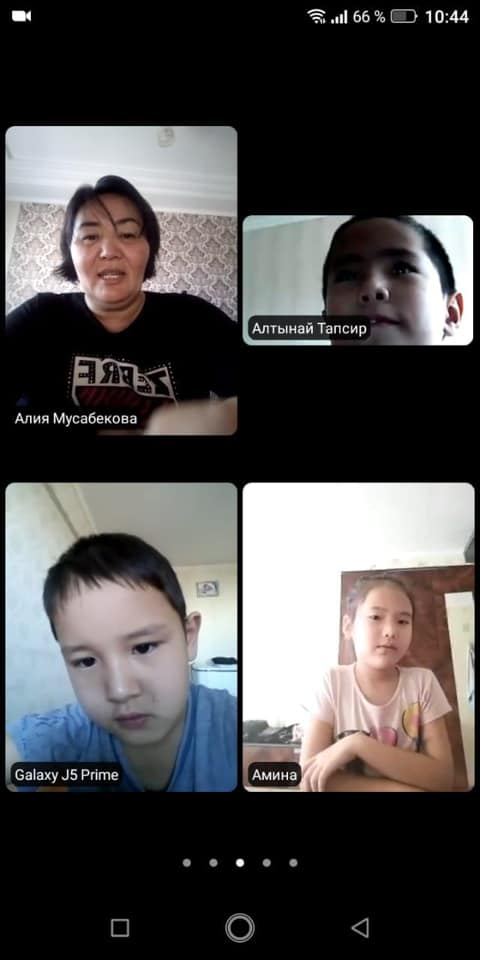 66 % 10:44
Алия Мусабекова
Алтынай Тапсир
Galaxy J5 Prime
Амина